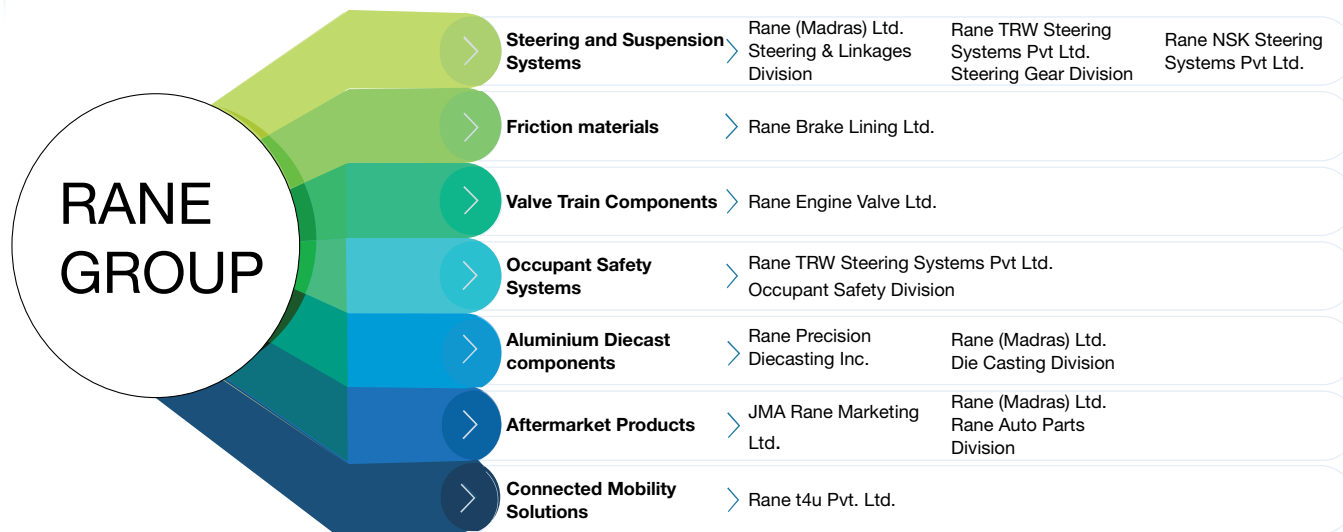 RANE
GROUP
Steering and Suspension
Systems
Rane (Madras) Ltd.
Steering & Linkages
Division
Rane TRW Steering
Systems Pvt Ltd.
Steering Gear Division
Rane NSK Steering
Systems Pvt Ltd.
Friction materials
Rane Brake Lining Ltd.
Valve Train Components
Rane Engine Valve Ltd.
Occupant Safety
Systems
Rane TRW Steering Systems Pvt Ltd.
Occupant Safety Division
Aluminium Diecast
components
Rane Precision
Diecasting Inc.
Rane (Madras) Ltd.
Die Casting Division
Aftermarket Products
JMA Rane Marketing
Ltd.
Rane (Madras) Ltd.
Rane Auto Parts
Division
Connected Mobility
Solutions
Rane t4u Pvt. Ltd.